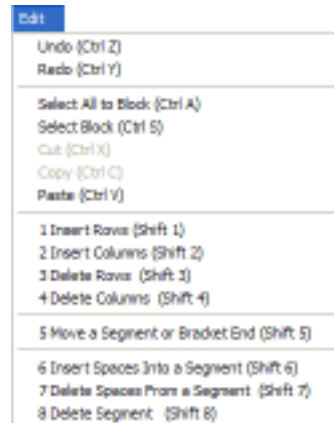 Edit
Undo (Ctrl Z)
Redo (Ctrl Y)
Select All to Block (Ctrl A)
Select Block (Ctrl S)
Cut (Ctrl X)
Copy (Ctrl C)
Paste (Ctrl V)
1 Insert Rows (Shift 1)
2 Insert Columns (Shift 2)
3 Delete Rows (Shift 3)
4 Delete Columns (Shift 4)
5 Move a Segment or Bracket End (Shift 5)
6 Insert Spaces Into a Segment (Shift 6)
7 Delete Spaces From a Segment (Shift 7)
8 Delete Segment (Shift 8)